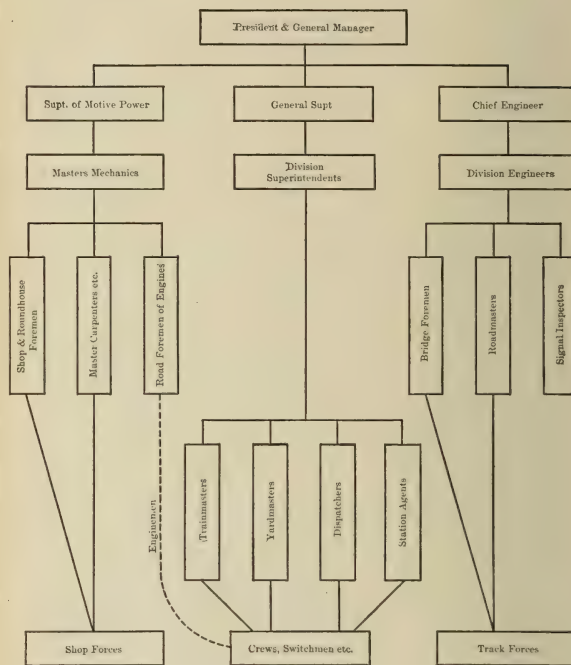 President & General Manager
Supt. of Motive Power
General Supt
Chief Engineer
Masters Mechanics
Division
Superintendents
Division Engineers
Shop & Roundhouse
Foremen
Master Carpenters etc.
Road Foremen of Engines
Bridge Foremen
Roadmasters
Signal Inspectors
Enginemen
Trainmasters
Yardmasters
Dispatchers
Station Agents
Shop Forces
Crews, Switchmen etc.
Track Forces